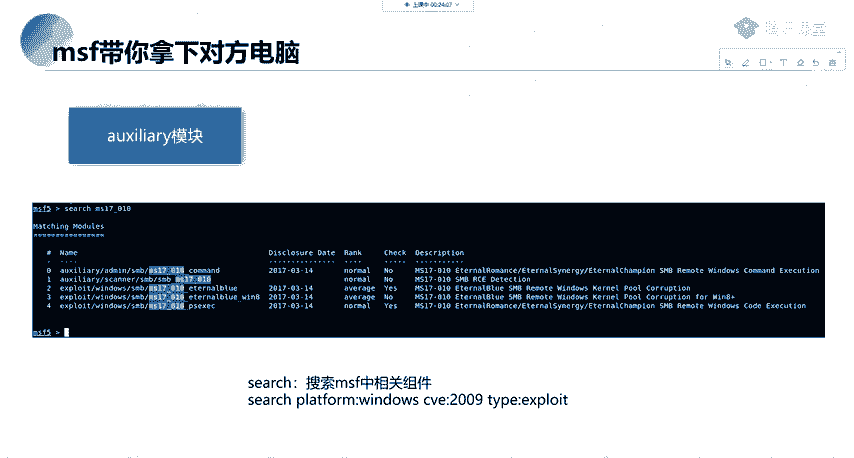 上课中 00:24:07
msf带你拿下对方电脑
auxiliary模块
msf5 > search ms17_010
Matching Modules
================
# Name Disclosure Date Rank Check Description
- ---- --------------- ---- ----- -----------
0 auxiliary/admin/smb/ms17_010_command 2017-03-14 normal No MS17-010 EternalRomance/EternalSynergy/EternalChampion SMB Remote Windows Command Execution
1 auxiliary/scanner/smb/smb_ms17_010 normal No MS17-010 SMB RCE Detection
2 exploit/windows/smb/ms17_010_eternalblue 2017-03-14 average Yes MS17-010 EternalBlue SMB Remote Windows Kernel Pool Corruption
3 exploit/windows/smb/ms17_010_eternalblue_win8 2017-03-14 average No MS17-010 EternalBlue SMB Remote Windows Kernel Pool Corruption for Win8+
4 exploit/windows/smb/ms17_010_psexec 2017-03-14 normal Yes MS17-010 EternalRomance/EternalSynergy/EternalChampion SMB Remote Windows Code Execution
msf5 >
search：搜索msf中相关组件
search platform:windows cve:2009 type:exploit